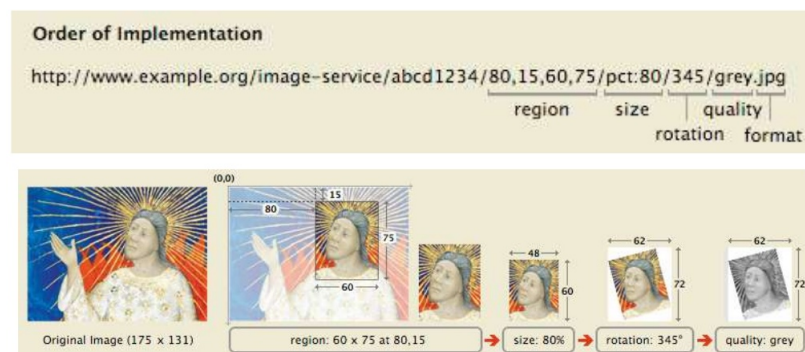 Order of Implementation
http://www.example.org/image-service/abcd1234/80,15,60,75/pct:80/345/grey.jpg
region size quality
rotation format
(0,0)
15
80
75
60
48
60
62
72
62
72
Original Image (175 x 131) region: 60 x 75 at 80,15 size: 80% rotation: 345° quality: grey